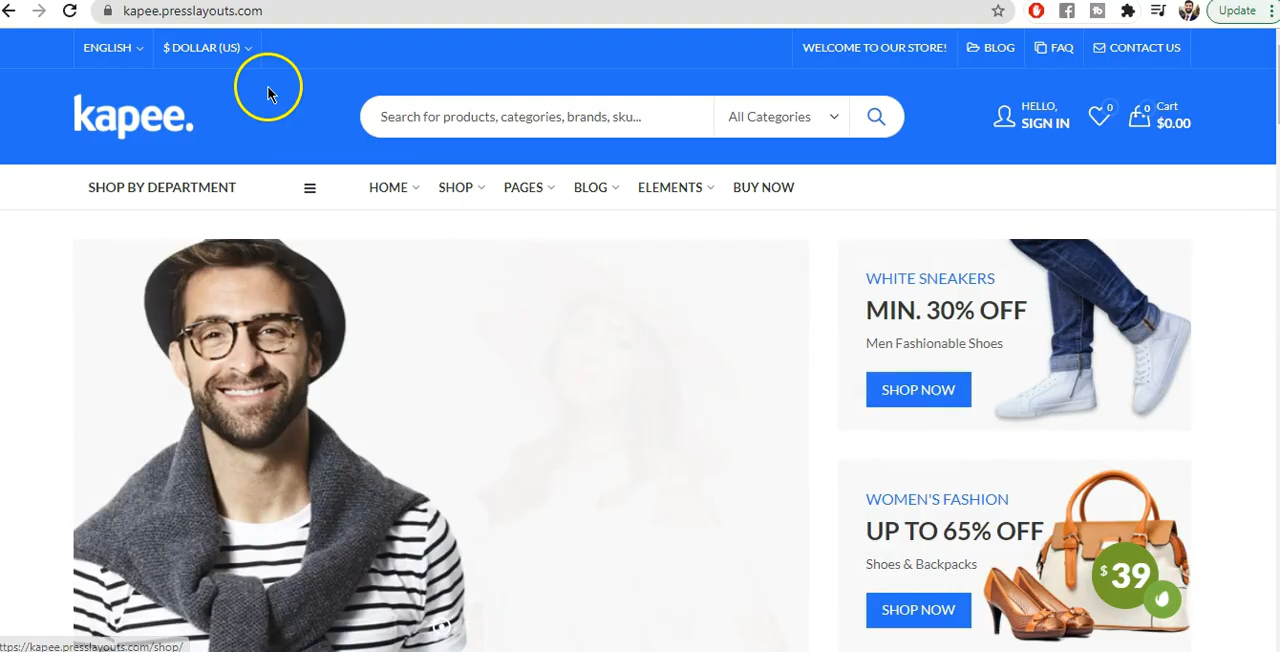 kapee.presslayouts.com
Update
ENGLISH
$ DOLLAR (US)
WELCOME TO OUR STORE!
BLOG
FAQ
CONTACT US
kapee.
Search for products, categories, brands, sku...
All Categories
HELLO,
SIGN IN
0
0
Cart
$0.00
SHOP BY DEPARTMENT
HOME
SHOP
PAGES
BLOG
ELEMENTS
BUY NOW
WHITE SNEAKERS
MIN. 30% OFF
Men Fashionable Shoes
SHOP NOW
WOMEN'S FASHION
UP TO 65% OFF
Shoes & Backpacks
SHOP NOW
$39
ttps://kapee.presslayouts.com/shop/